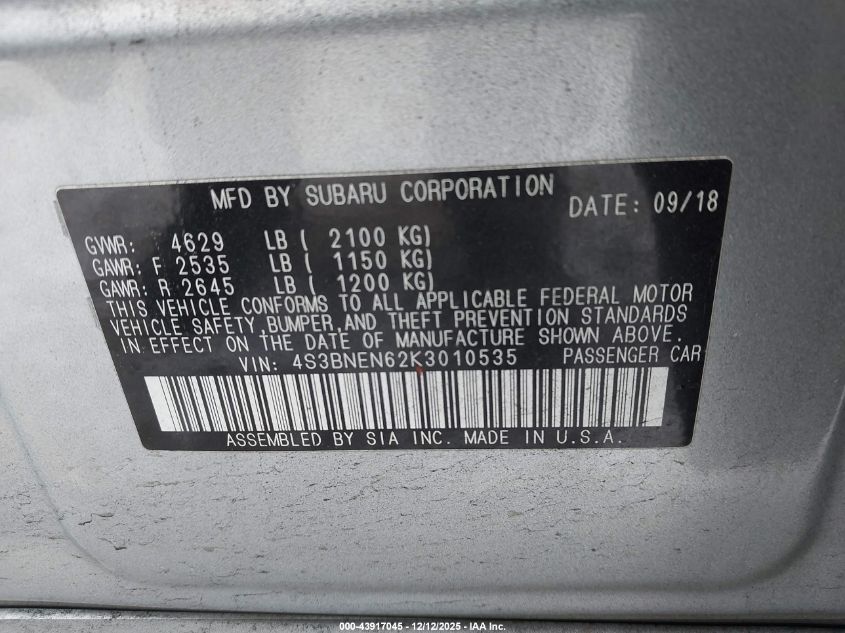 MFD BY SUBARU CORPORATION DATE: 09/18
GVWR: 4629 LB ( 2100 KG)
GAWR: F 2535 LB ( 1150 KG)
GAWR: R 2645 LB ( 1200 KG)
THIS VEHICLE CONFORMS TO ALL APPLICABLE FEDERAL MOTOR
VEHICLE SAFETY,BUMPER,AND THEFT PREVENTION STANDARDS
IN EFFECT ON THE DATE OF MANUFACTURE SHOWN ABOVE.
VIN: 4S3BNEN62K3010535 PASSENGER CAR
ASSEMBLED BY SIA INC. MADE IN U.S.A.
000-43917045 - 12/12/2025 - IAA Inc.